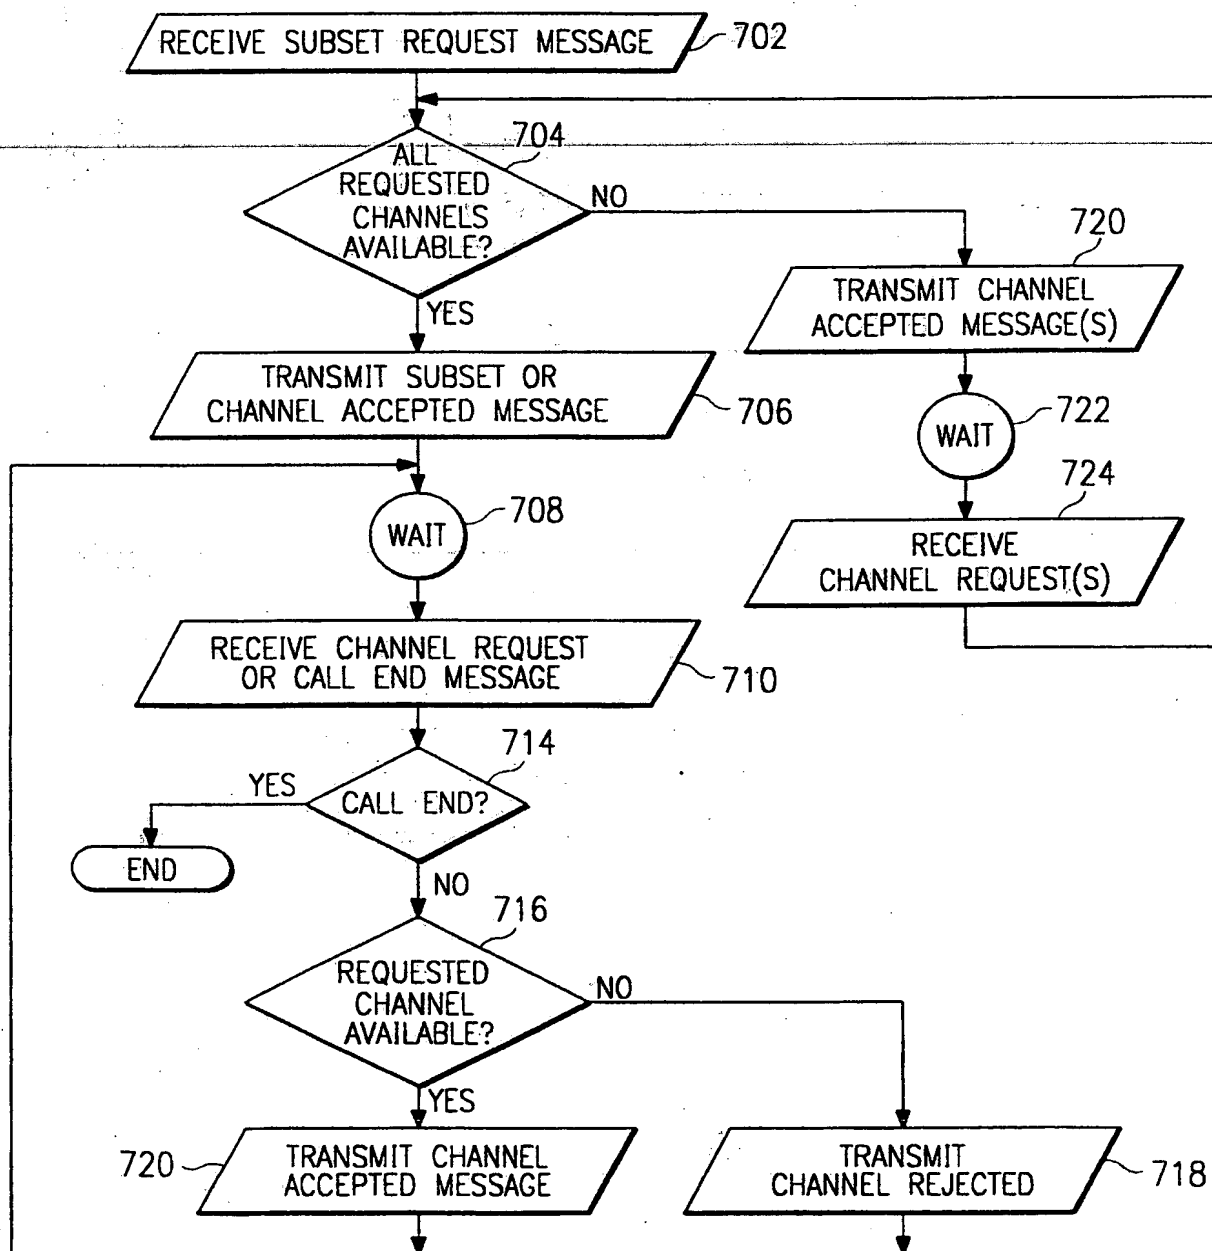 RECEIVE SUBSET REQUEST MESSAGE
702
704
ALL
REQUESTED
CHANNELS
AVAILABLE?
NO
YES
720
TRANSMIT CHANNEL
ACCEPTED MESSAGE(S)
TRANSMIT SUBSET OR
CHANNEL ACCEPTED MESSAGE
706
722
WAIT
724
RECEIVE
CHANNEL REQUEST(S)
708
WAIT
RECEIVE CHANNEL REQUEST
OR CALL END MESSAGE
710
714
YES
CALL END?
END
NO
716
REQUESTED
CHANNEL
AVAILABLE?
NO
YES
720
TRANSMIT CHANNEL
ACCEPTED MESSAGE
TRANSMIT
CHANNEL REJECTED
718